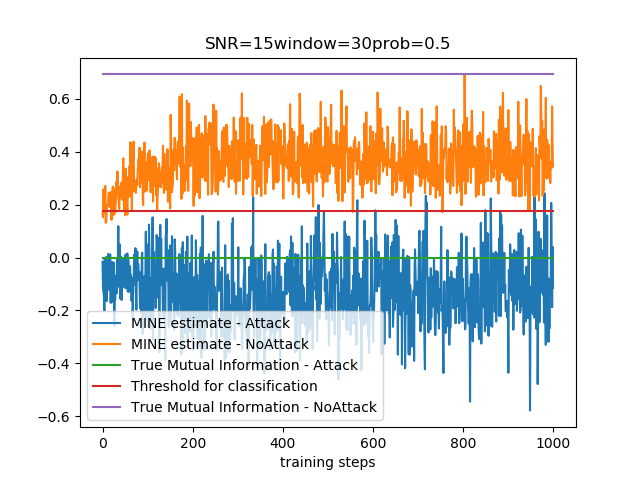 SNR=15window=30prob=0.5
0.6
0.4
0.2
0.0
−0.2
−0.4
−0.6
MINE estimate - Attack
MINE estimate - NoAttack
True Mutual Information - Attack
Threshold for classification
True Mutual Information - NoAttack
0 200 400 600 800 1000
training steps